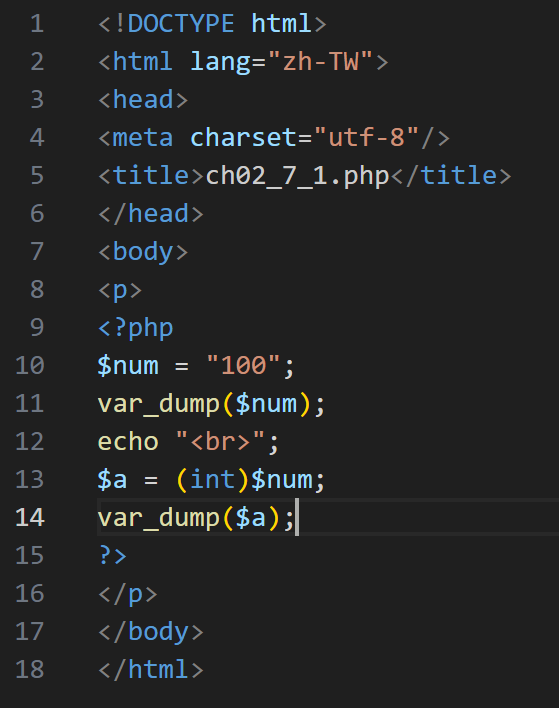 1 <!DOCTYPE html>
2 <html lang="zh-TW">
3 <head>
4 <meta charset="utf-8"/>
5 <title>ch02_7_1.php</title>
6 </head>
7 <body>
8 <p>
9 <?php
10 $num = "100";
11 var_dump($num);
12 echo "<br>";
13 $a = (int)$num;
14 var_dump($a);
15 ?>
16 </p>
17 </body>
18 </html>